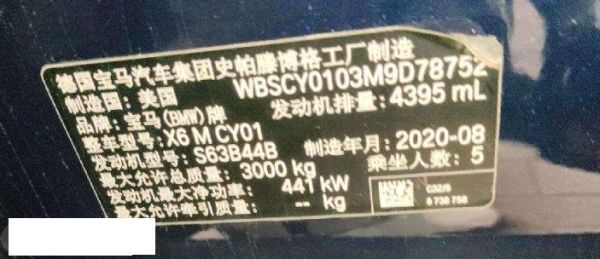 德国宝马汽车集团史帕滕博格工厂制造
制造国：美国 WBSCY0103M9D78752
品牌：宝马(BMW)牌 发动机排量：4395 mL
整车型号：X6 M CY01
发动机型号：S63B44B 制造年月：2020-08
最大允许总质量：3000 kg 乘坐人数：5
发动机最大净功率：441 kW
最大允许牵引质量：-- kg
C32/5
8 738 758